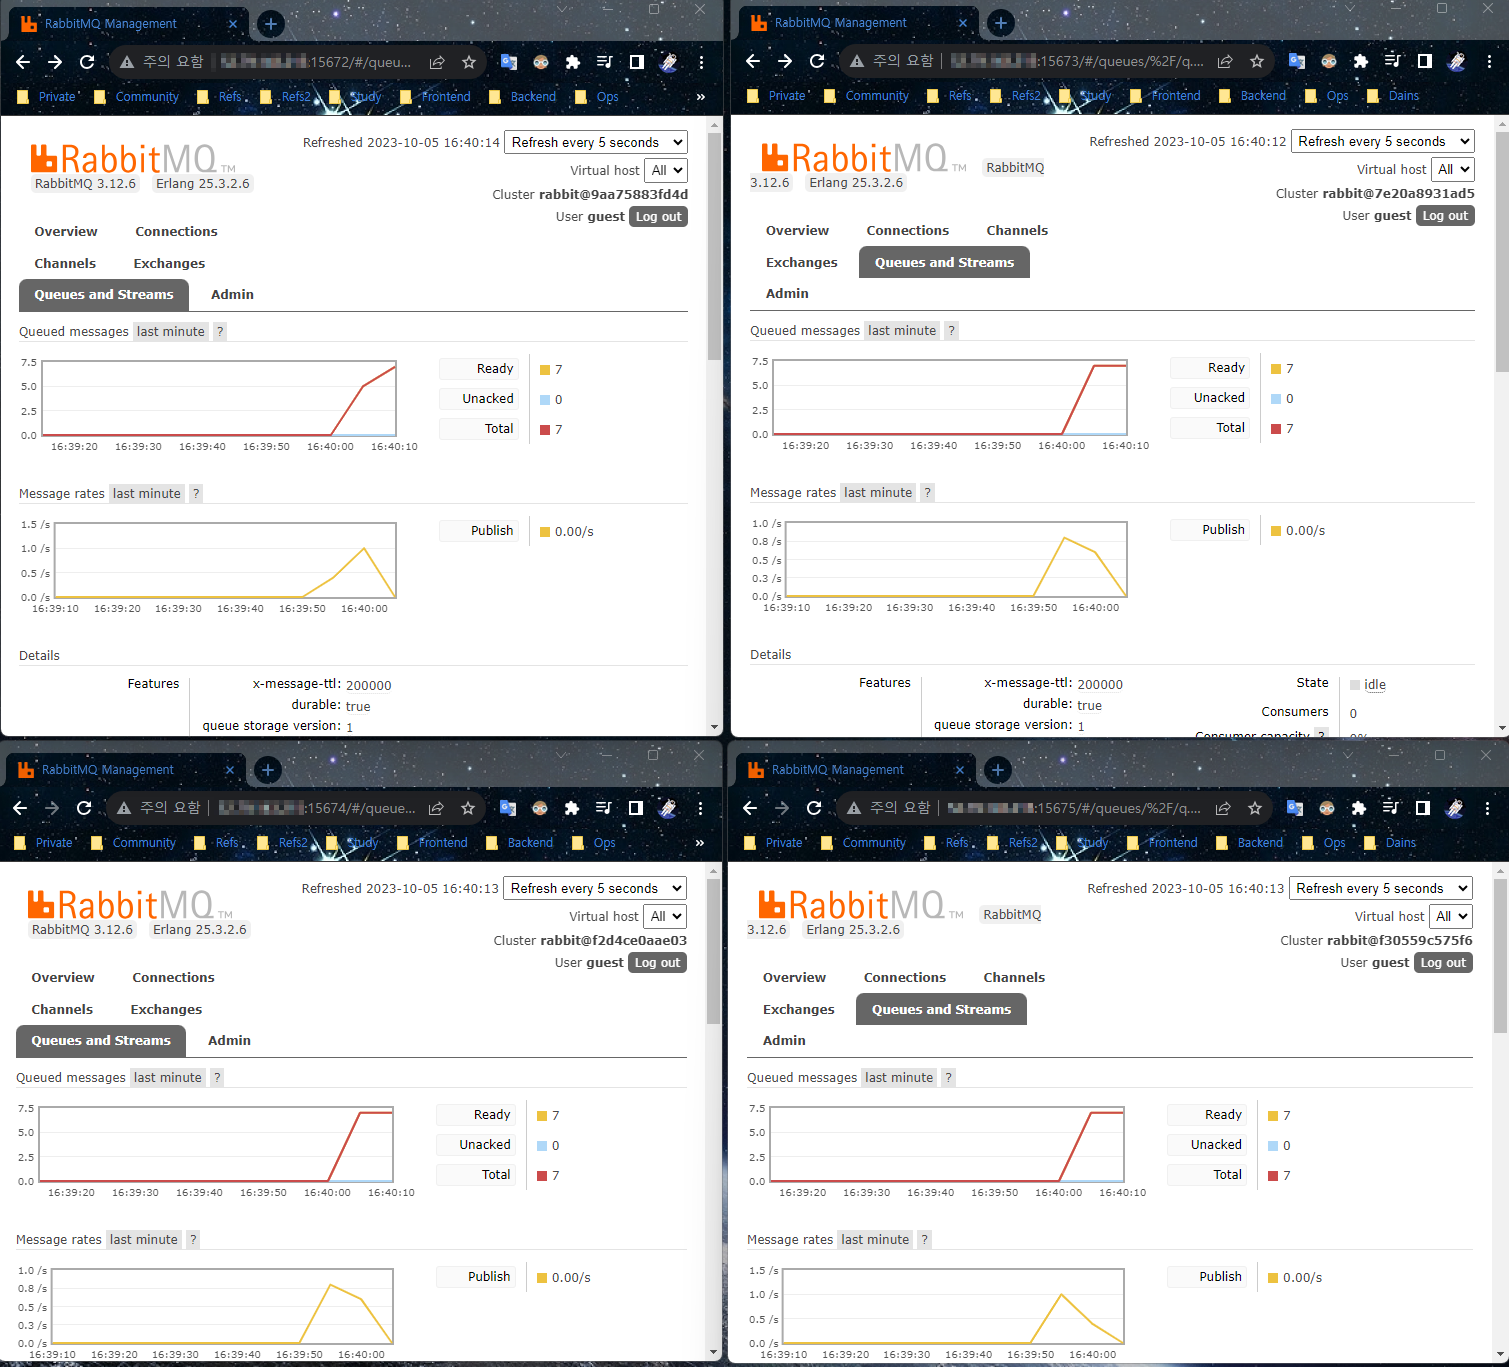 RabbitMQ Management
주의 요함 :15672/#/queue...
Private Community Refs Refs2 Study Frontend Backend Ops »
Refreshed 2023-10-05 16:40:14 Refresh every 5 seconds
RabbitMQ TM
RabbitMQ 3.12.6 Erlang 25.3.2.6
Virtual host All
Cluster rabbit@9aa75883fd4d
User guest Log out
Overview Connections
Channels Exchanges
Queues and Streams Admin
Queued messages last minute ?
7.5
5.0
2.5
0.0
16:39:20 16:39:30 16:39:40 16:39:50 16:40:00 16:40:10
Ready 7
Unacked 0
Total 7
Message rates last minute ?
1.5 /s
1.0 /s
0.5 /s
0.0 /s
16:39:10 16:39:20 16:39:30 16:39:40 16:39:50 16:40:00
Publish 0.00/s
Details
Features x-message-ttl: 200000
durable: true
queue storage version: 1
RabbitMQ Management
주의 요함 :15673/#/queues/%2F/q....
Private Community Refs Refs2 Study Frontend Backend Ops Dains
Refreshed 2023-10-05 16:40:12 Refresh every 5 seconds
RabbitMQ TM RabbitMQ
3.12.6 Erlang 25.3.2.6
Virtual host All
Cluster rabbit@7e20a8931ad5
User guest Log out
Overview Connections Channels
Exchanges Queues and Streams
Admin
Queued messages last minute ?
7.5
5.0
2.5
0.0
16:39:20 16:39:30 16:39:40 16:39:50 16:40:00 16:40:10
Ready 7
Unacked 0
Total 7
Message rates last minute ?
1.0 /s
0.8 /s
0.5 /s
0.3 /s
0.0 /s
16:39:10 16:39:20 16:39:30 16:39:40 16:39:50 16:40:00
Publish 0.00/s
Details
Features x-message-ttl: 200000 State idle
durable: true Consumers 0
queue storage version: 1 Consumer capacity ? 0%
RabbitMQ Management
주의 요함 :15674/#/queue...
Private Community Refs Refs2 Study Frontend Backend Ops »
Refreshed 2023-10-05 16:40:13 Refresh every 5 seconds
RabbitMQ TM
RabbitMQ 3.12.6 Erlang 25.3.2.6
Virtual host All
Cluster rabbit@f2d4ce0aae03
User guest Log out
Overview Connections
Channels Exchanges
Queues and Streams Admin
Queued messages last minute ?
7.5
5.0
2.5
0.0
16:39:20 16:39:30 16:39:40 16:39:50 16:40:00 16:40:10
Ready 7
Unacked 0
Total 7
Message rates last minute ?
1.0 /s
0.8 /s
0.5 /s
0.3 /s
0.0 /s
16:39:10 16:39:20 16:39:30 16:39:40 16:39:50 16:40:00
Publish 0.00/s
RabbitMQ Management
주의 요함 :15675/#/queues/%2F/q....
Private Community Refs Refs2 Study Frontend Backend Ops Dains
Refreshed 2023-10-05 16:40:13 Refresh every 5 seconds
RabbitMQ TM RabbitMQ
3.12.6 Erlang 25.3.2.6
Virtual host All
Cluster rabbit@f30559c575f6
User guest Log out
Overview Connections Channels
Exchanges Queues and Streams
Admin
Queued messages last minute ?
7.5
5.0
2.5
0.0
16:39:20 16:39:30 16:39:40 16:39:50 16:40:00 16:40:10
Ready 7
Unacked 0
Total 7
Message rates last minute ?
1.5 /s
1.0 /s
0.5 /s
0.0 /s
16:39:10 16:39:20 16:39:30 16:39:40 16:39:50 16:40:00
Publish 0.00/s